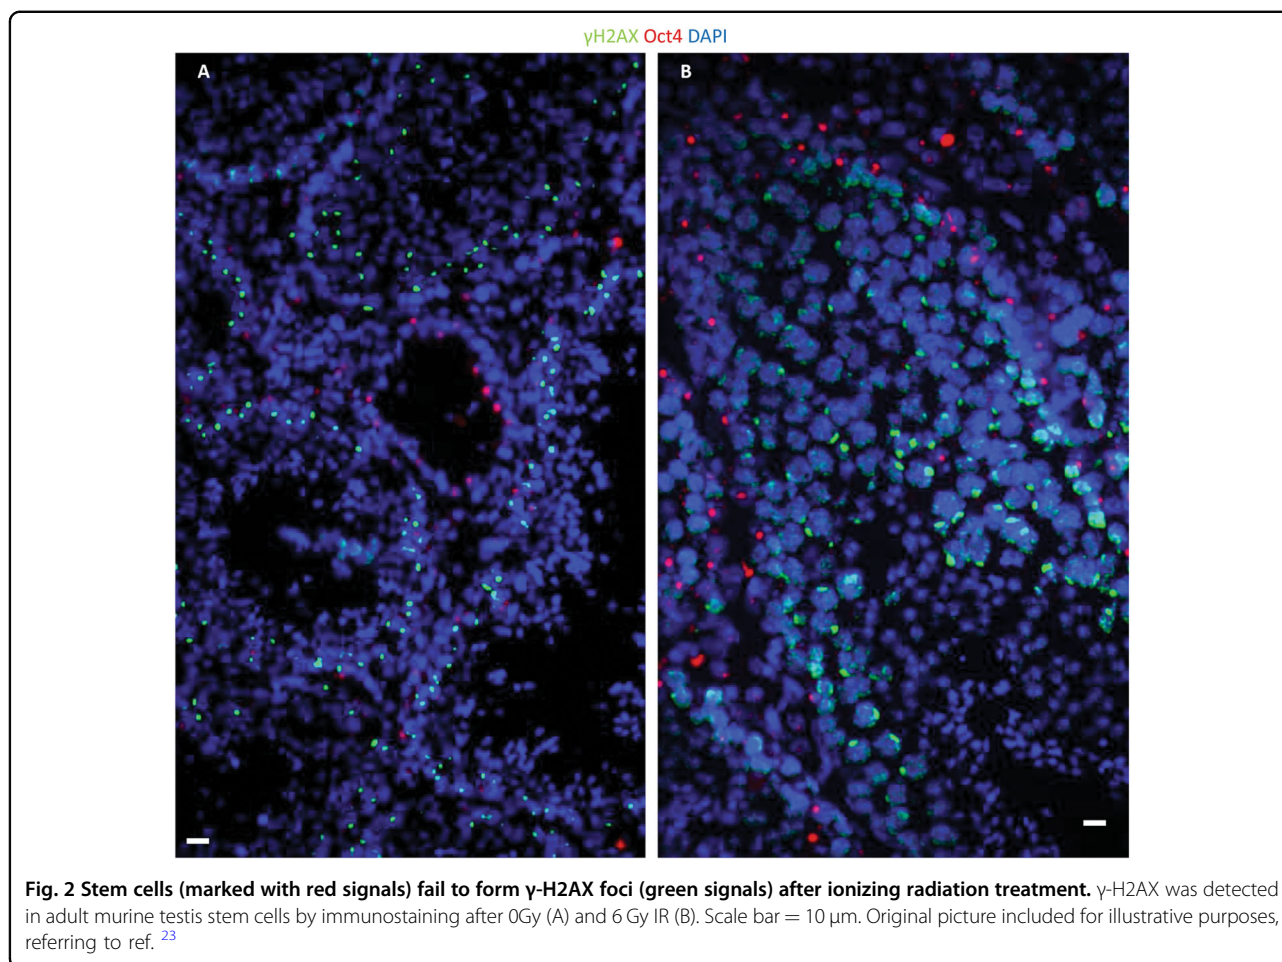 γH2AX Oct4 DAPI
A
B
Fig. 2 Stem cells (marked with red signals) fail to form γ-H2AX foci (green signals) after ionizing radiation treatment. γ-H2AX was detected
in adult murine testis stem cells by immunostaining after 0Gy (A) and 6 Gy IR (B). Scale bar = 10 μm. Original picture included for illustrative purposes,
referring to ref. 23